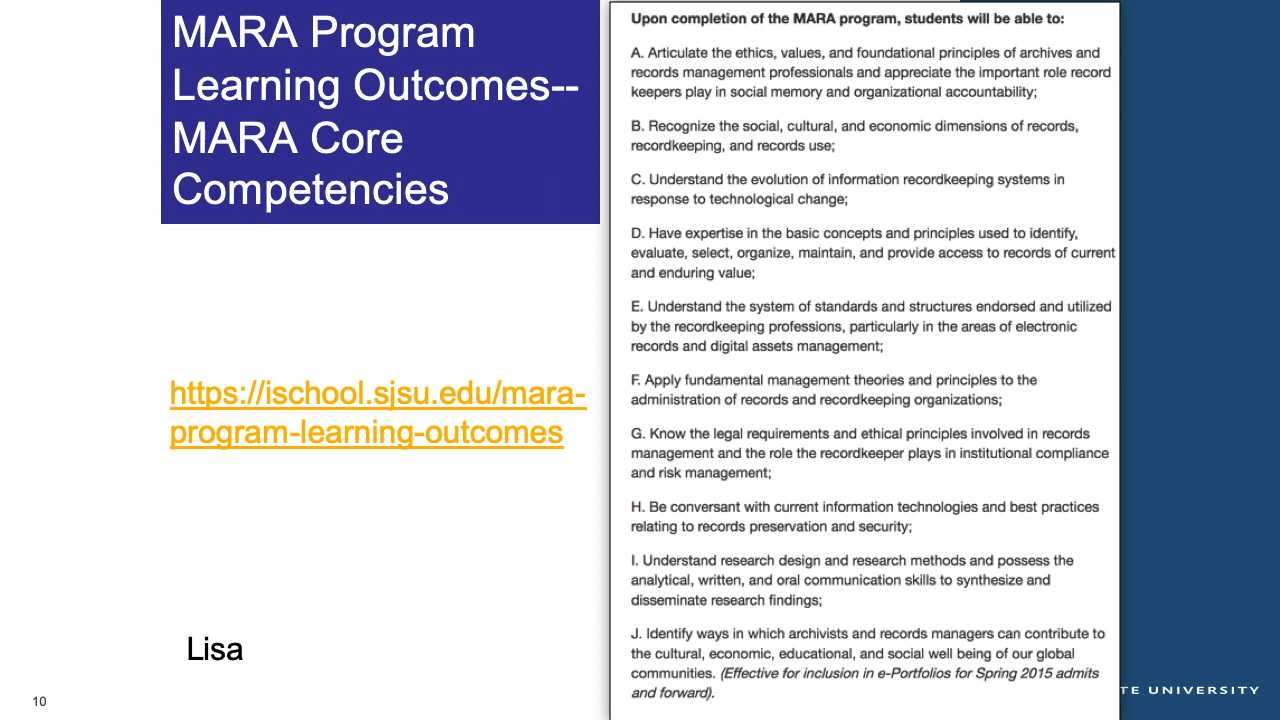 MARA Program
Learning Outcomes--
MARA Core
Competencies
https://ischool.sjsu.edu/mara-
program-learning-outcomes
Lisa
10
Upon completion of the MARA program, students will be able to:
A. Articulate the ethics, values, and foundational principles of archives and
records management professionals and appreciate the important role record
keepers play in social memory and organizational accountability;
B. Recognize the social, cultural, and economic dimensions of records,
recordkeeping, and records use;
C. Understand the evolution of information recordkeeping systems in
response to technological change;
D. Have expertise in the basic concepts and principles used to identify,
evaluate, select, organize, maintain, and provide access to records of current
and enduring value;
E. Understand the system of standards and structures endorsed and utilized
by the recordkeeping professions, particularly in the areas of electronic
records and digital assets management;
F. Apply fundamental management theories and principles to the
administration of records and recordkeeping organizations;
G. Know the legal requirements and ethical principles involved in records
management and the role the recordkeeper plays in institutional compliance
and risk management;
H. Be conversant with current information technologies and best practices
relating to records preservation and security;
I. Understand research design and research methods and possess the
analytical, written, and oral communication skills to synthesize and
disseminate research findings;
J. Identify ways in which archivists and records managers can contribute to
the cultural, economic, educational, and social well being of our global
communities. (Effective for inclusion in e-Portfolios for Spring 2015 admits
and forward).
TE UNIVERSITY